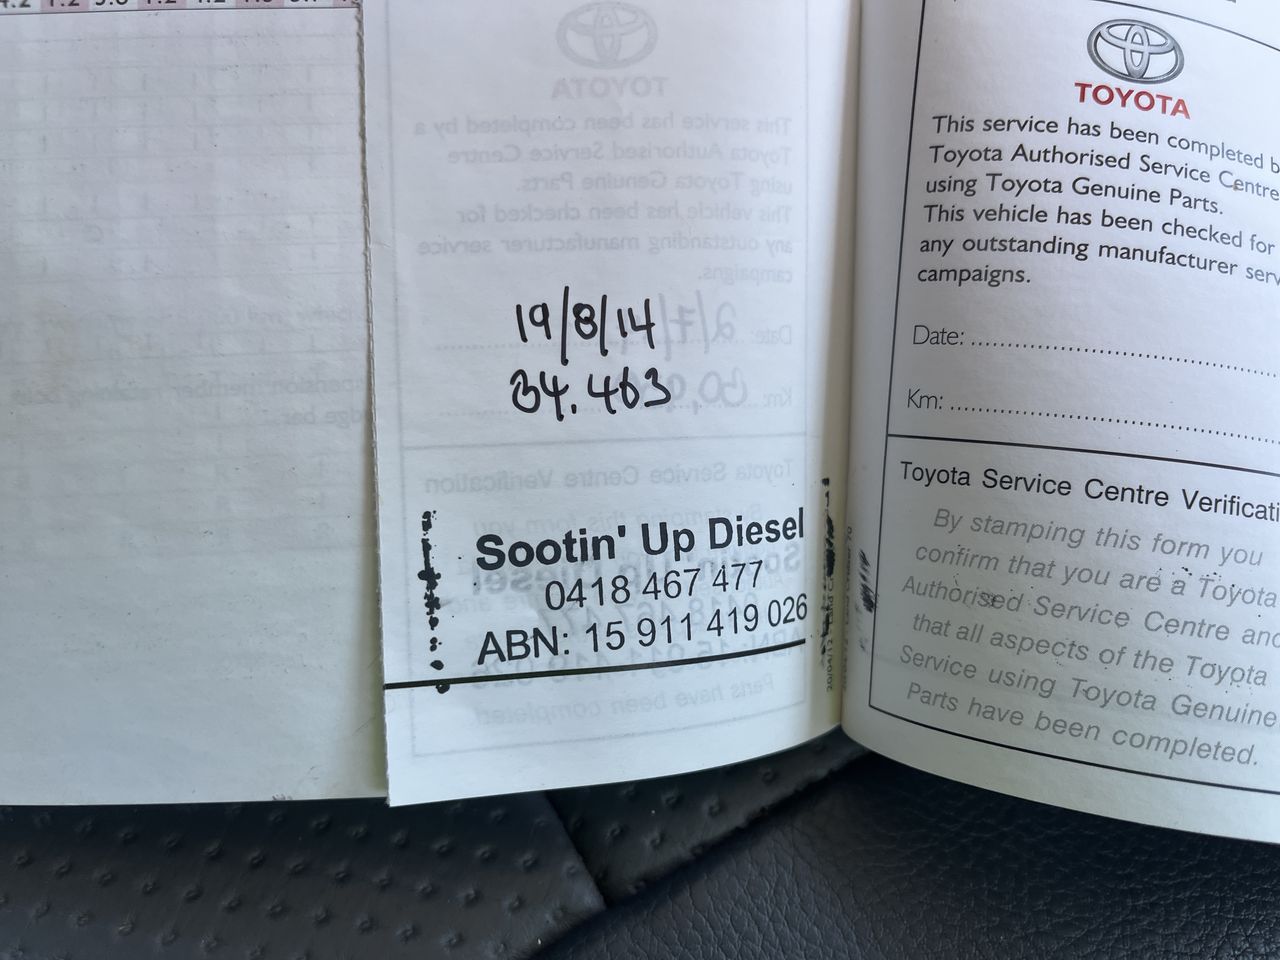 19/8/14
84.463
Sootin' Up Diesel
0418 467 477
ABN: 15 911 419 026
TOYOTA
This service has been completed b
Toyota Authorised Service Centre
using Toyota Genuine Parts.
This vehicle has been checked for
any outstanding manufacturer serv
campaigns.
Date:
Km:
Toyota Service Centre Verificati
By stamping this form you
confirm that you are a Toyota
Authorised Service Centre and
that all aspects of the Toyota
Service using Toyota Genuine
Parts have been completed.